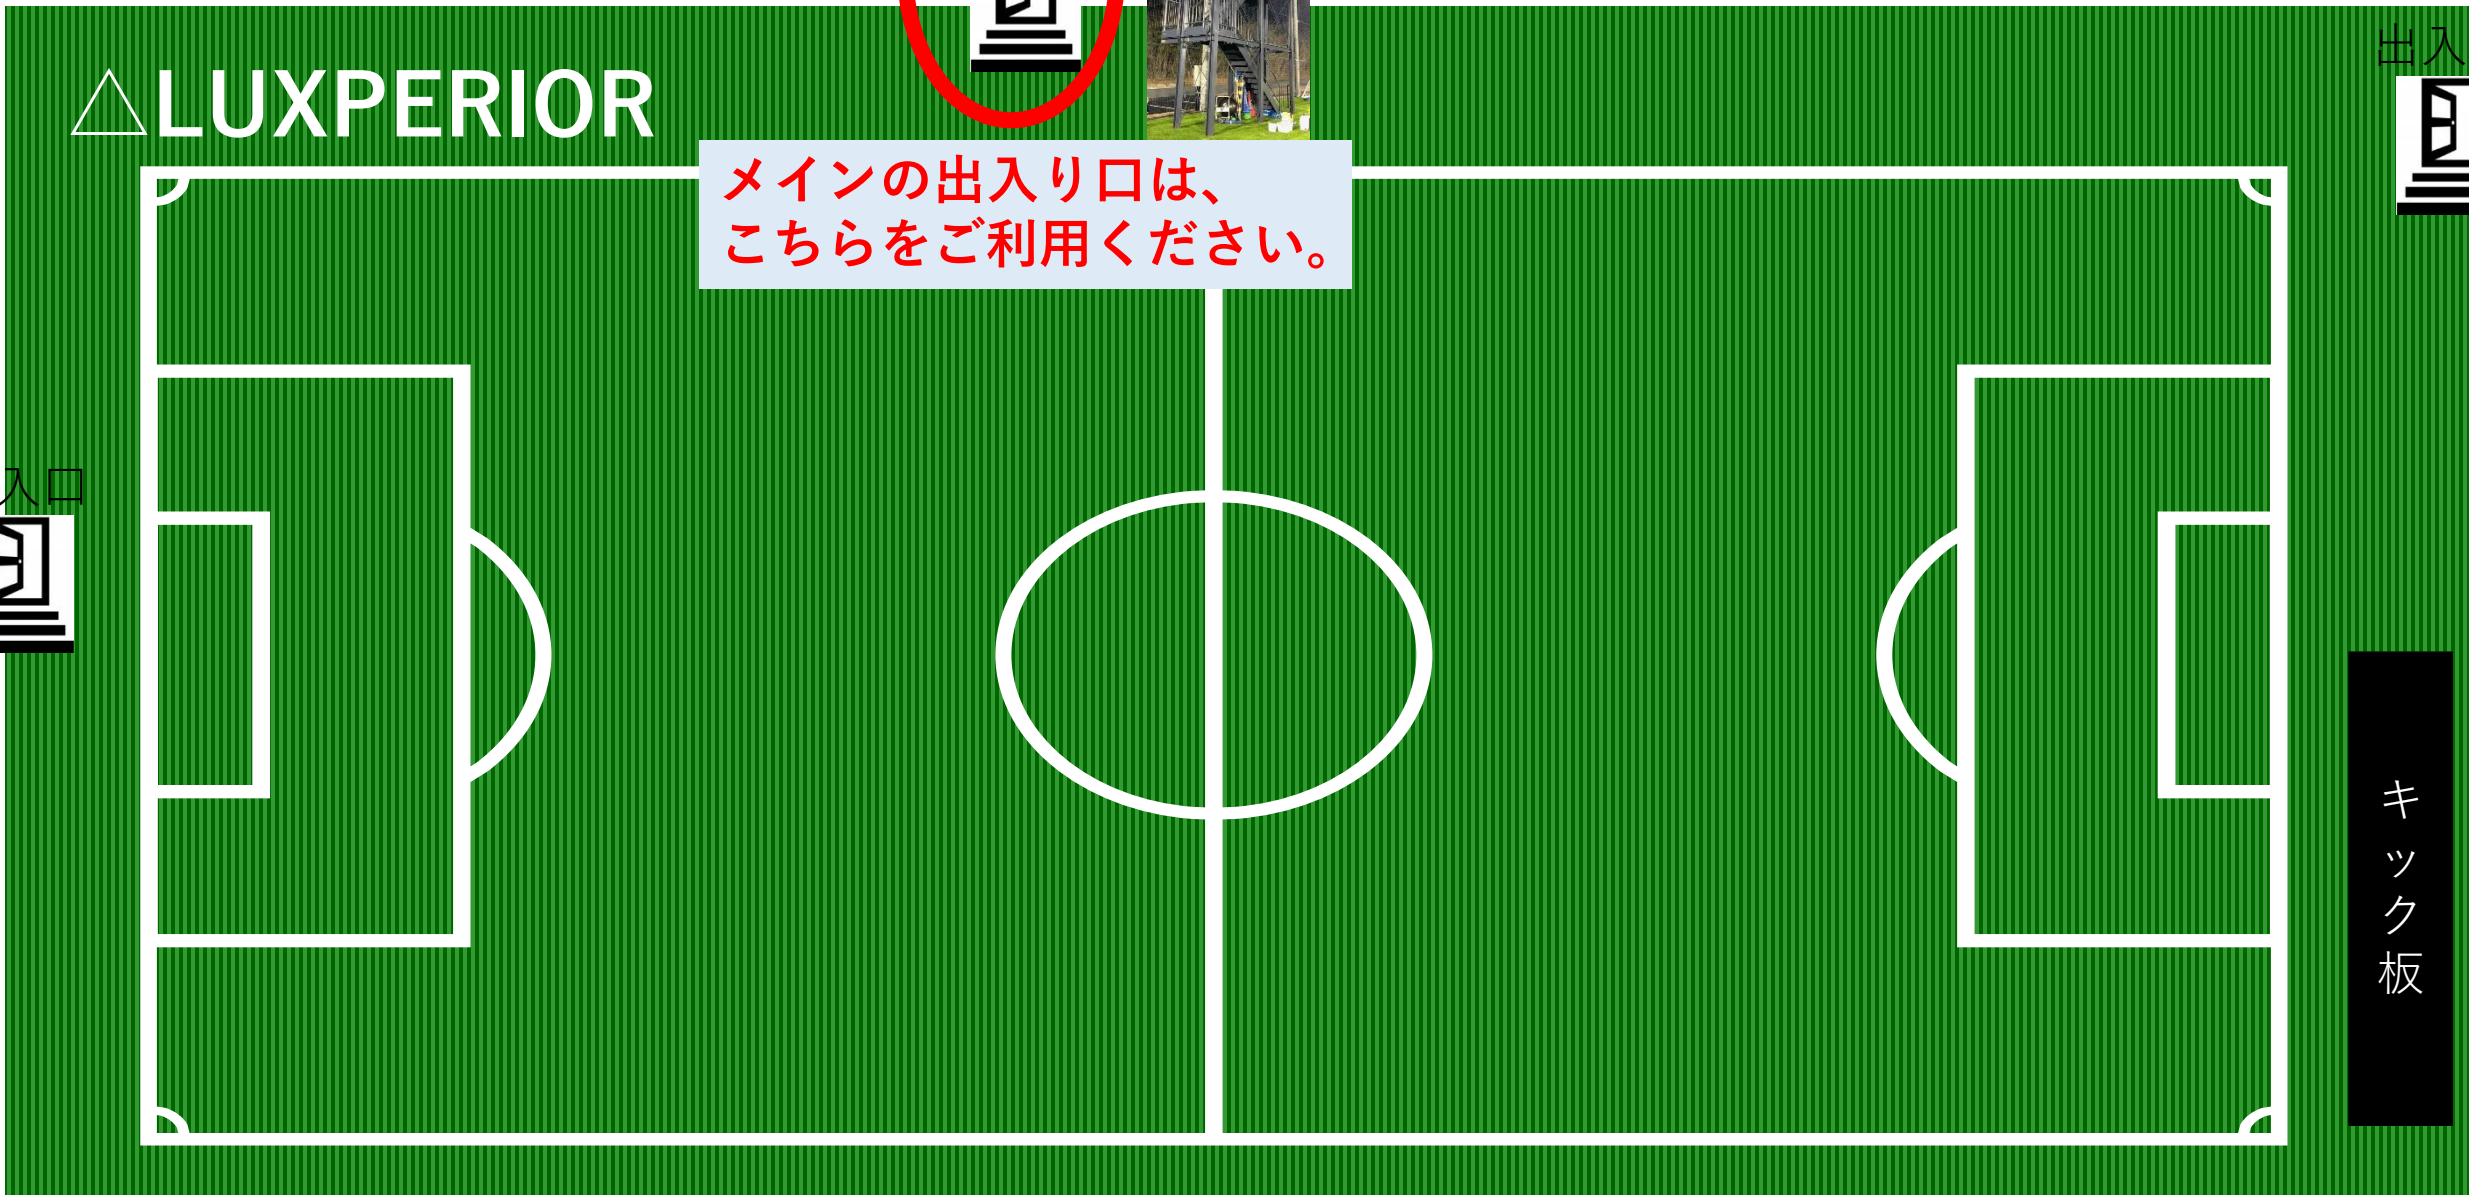 △LUXPERIOR
メインの出入り口は、
こちらをご利用ください。
出入
入口
キック板